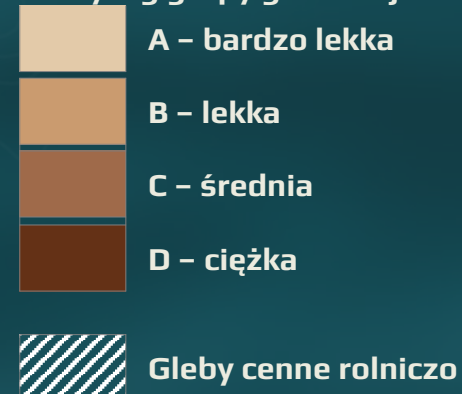 A – bardzo lekka
B – lekka
C – średnia
D – ciężka
Gleby cenne rolniczo